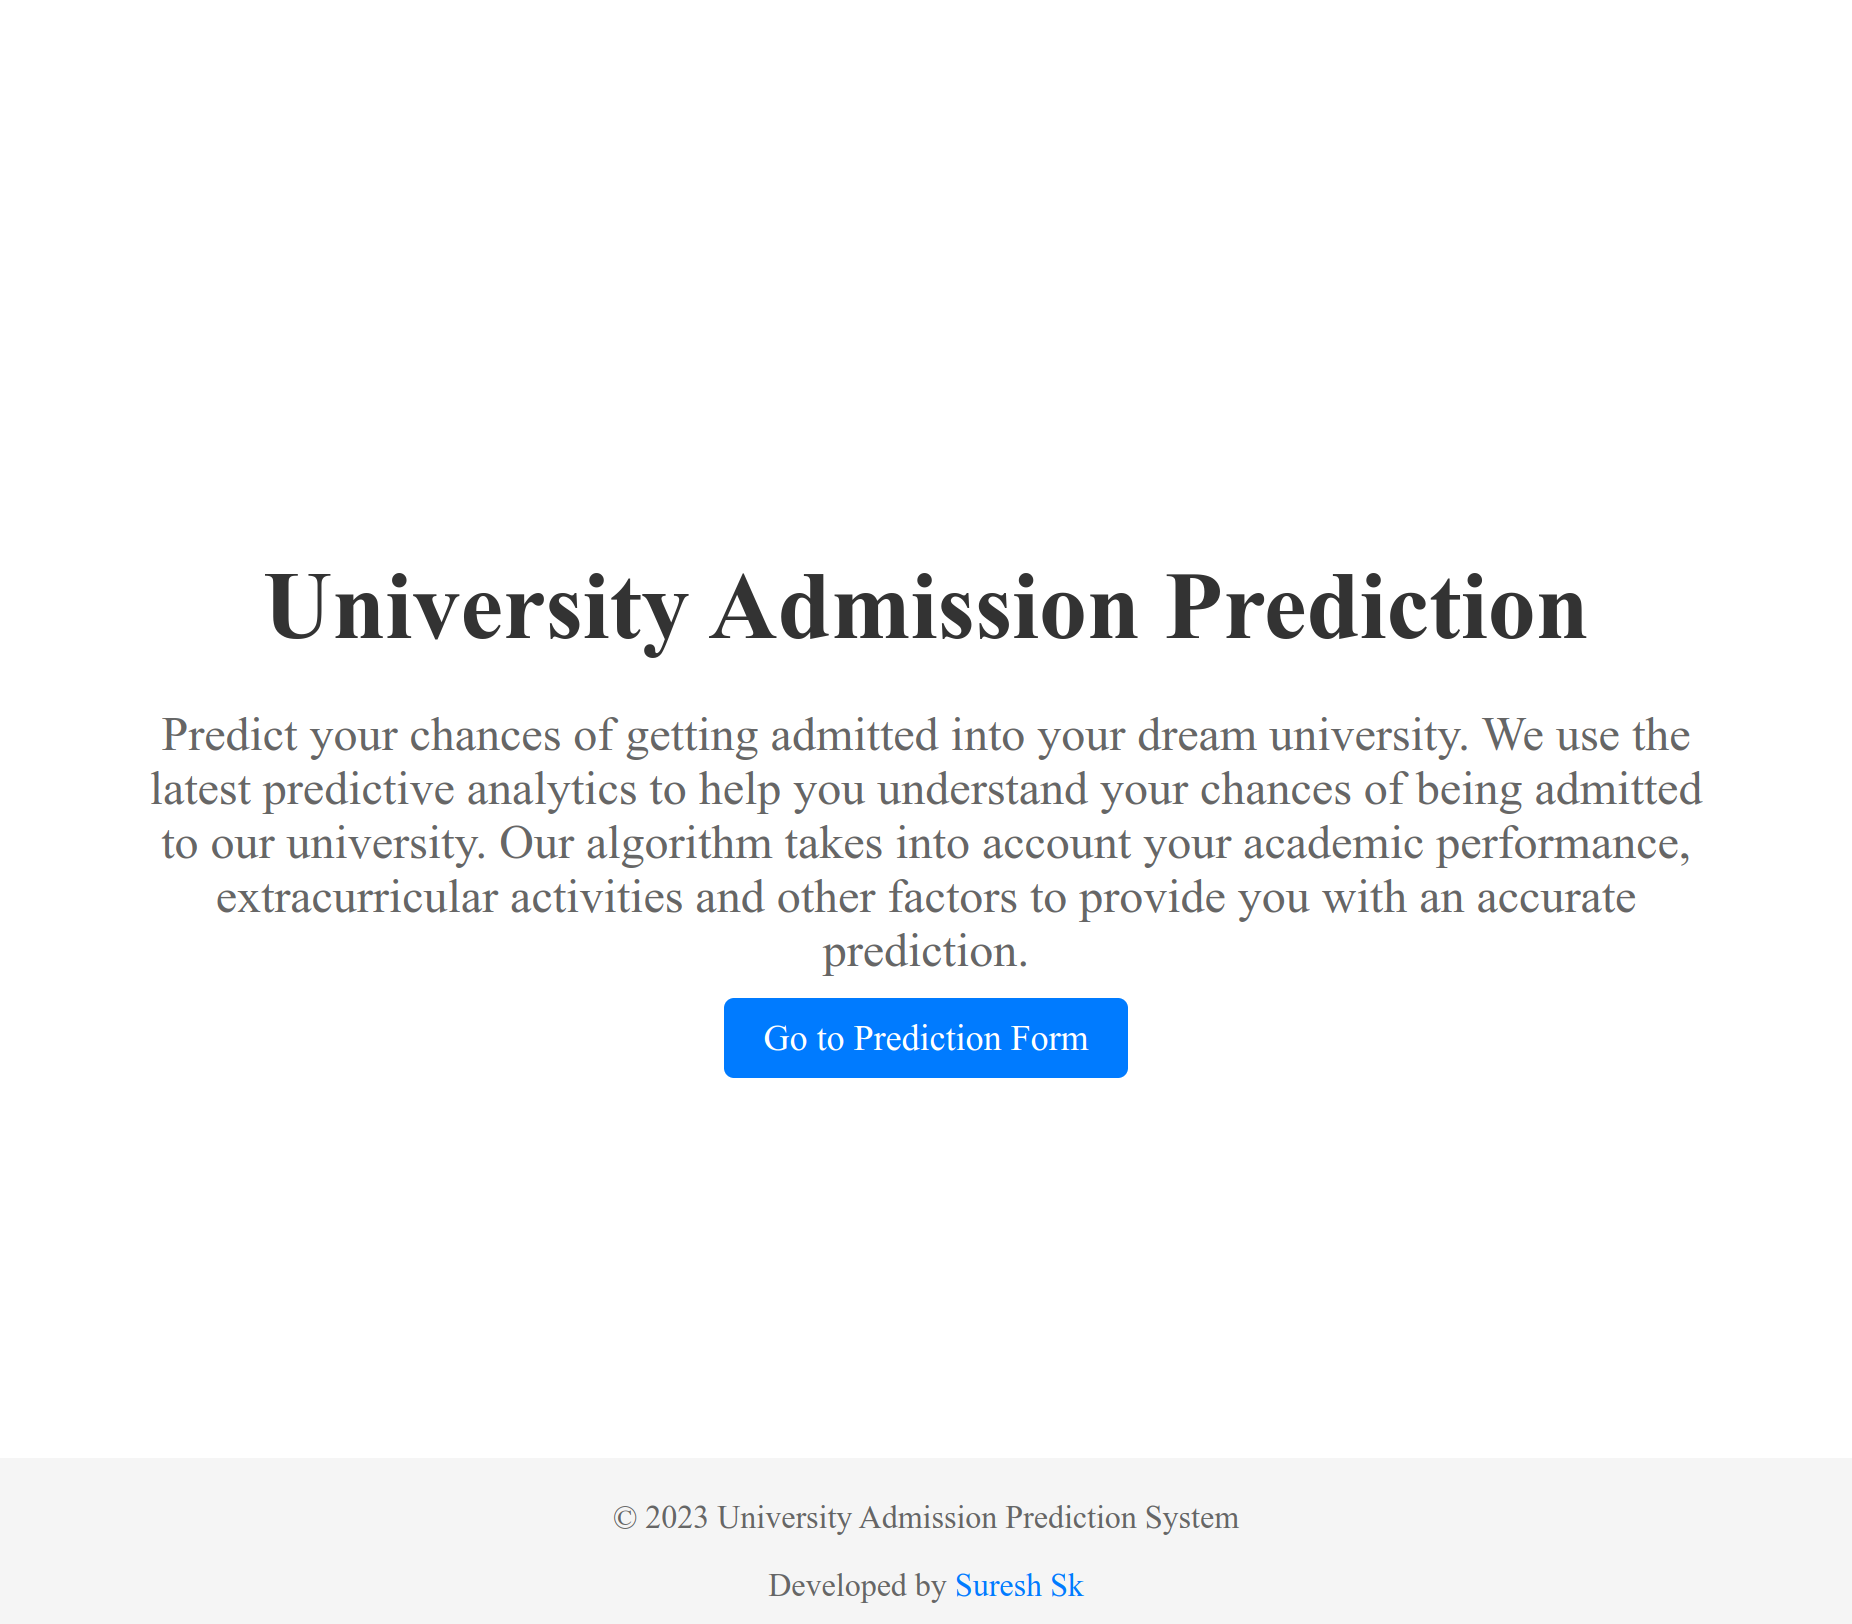 University Admission Prediction
Predict your chances of getting admitted into your dream university. We use the
latest predictive analytics to help you understand your chances of being admitted
to our university. Our algorithm takes into account your academic performance,
extracurricular activities and other factors to provide you with an accurate
prediction.
Go to Prediction Form
© 2023 University Admission Prediction System
Developed by Suresh Sk